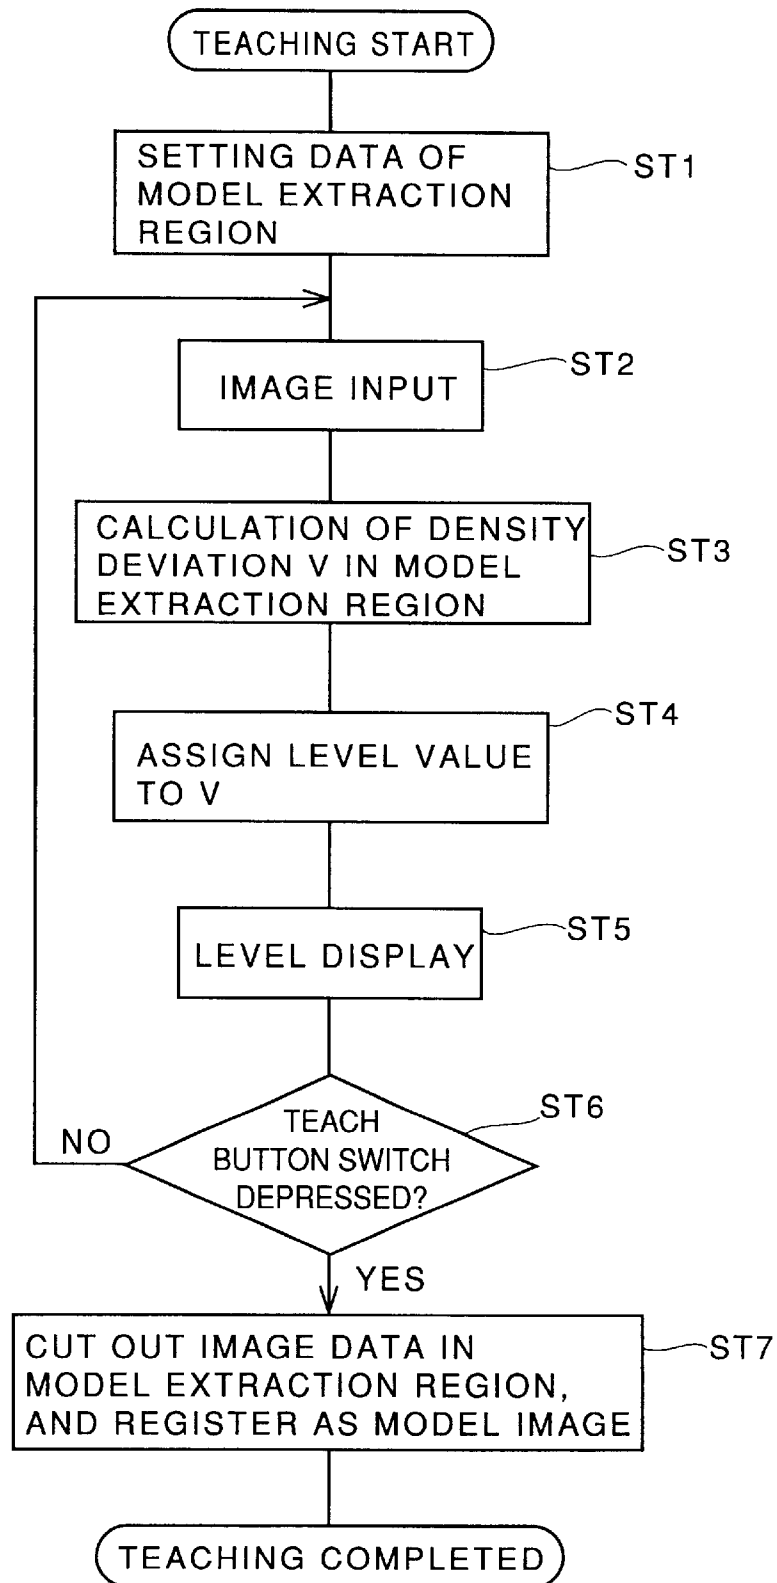 TEACHING START
SETTING DATA OF
MODEL EXTRACTION
REGION
ST1
IMAGE INPUT
ST2
CALCULATION OF DENSITY
DEVIATION V IN MODEL
EXTRACTION REGION
ST3
ASSIGN LEVEL VALUE
TO V
ST4
LEVEL DISPLAY
ST5
TEACH
BUTTON SWITCH
DEPRESSED?
ST6
NO
YES
CUT OUT IMAGE DATA IN
MODEL EXTRACTION REGION,
AND REGISTER AS MODEL IMAGE
ST7
TEACHING COMPLETED